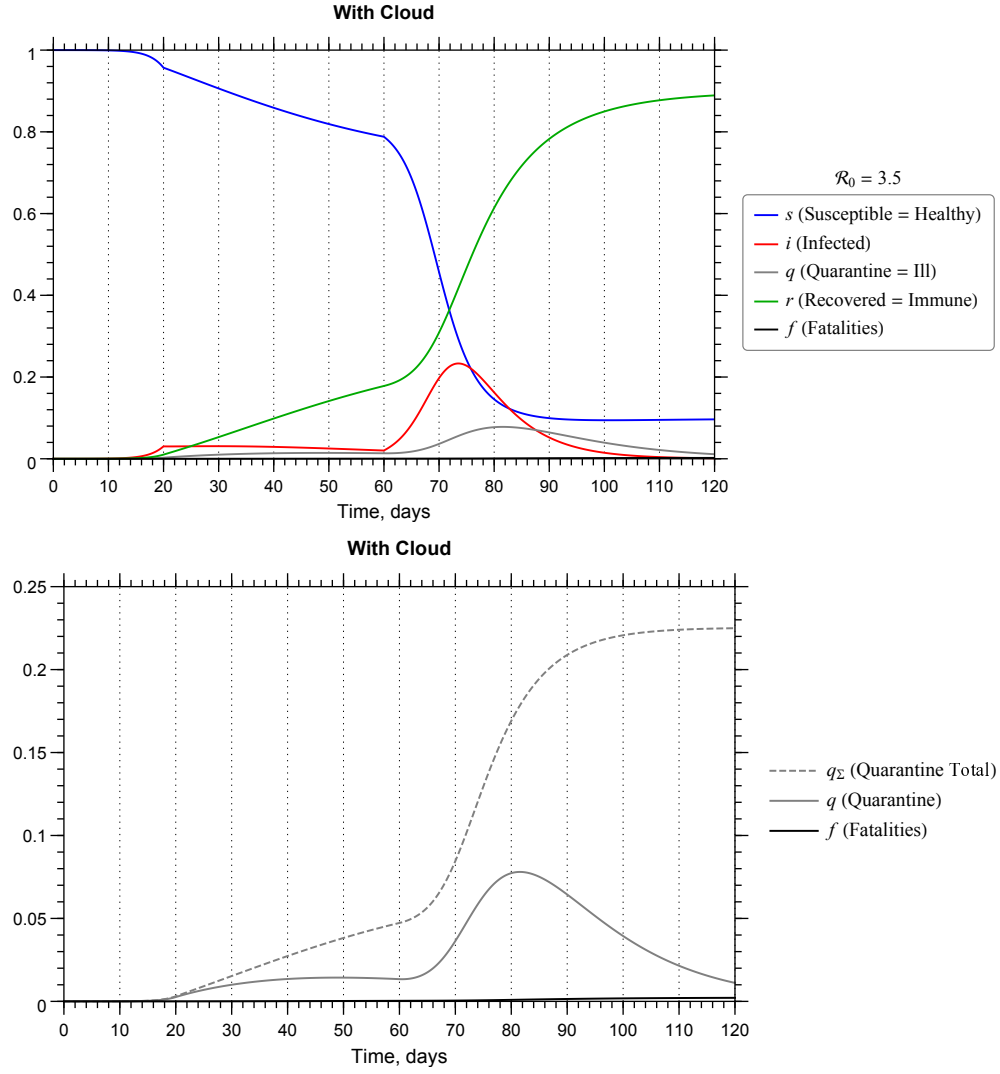 With Cloud
1
0.8
0.6
0.4
0.2
0
0 10 20 30 40 50 60 70 80 90 100 110 120
Time, days
ℛ₀ = 3.5
s (Susceptible = Healthy)
i (Infected)
q (Quarantine = Ill)
r (Recovered = Immune)
f (Fatalities)
With Cloud
0.25
0.2
0.15
0.1
0.05
0
0 10 20 30 40 50 60 70 80 90 100 110 120
Time, days
q_Σ (Quarantine Total)
q (Quarantine)
f (Fatalities)